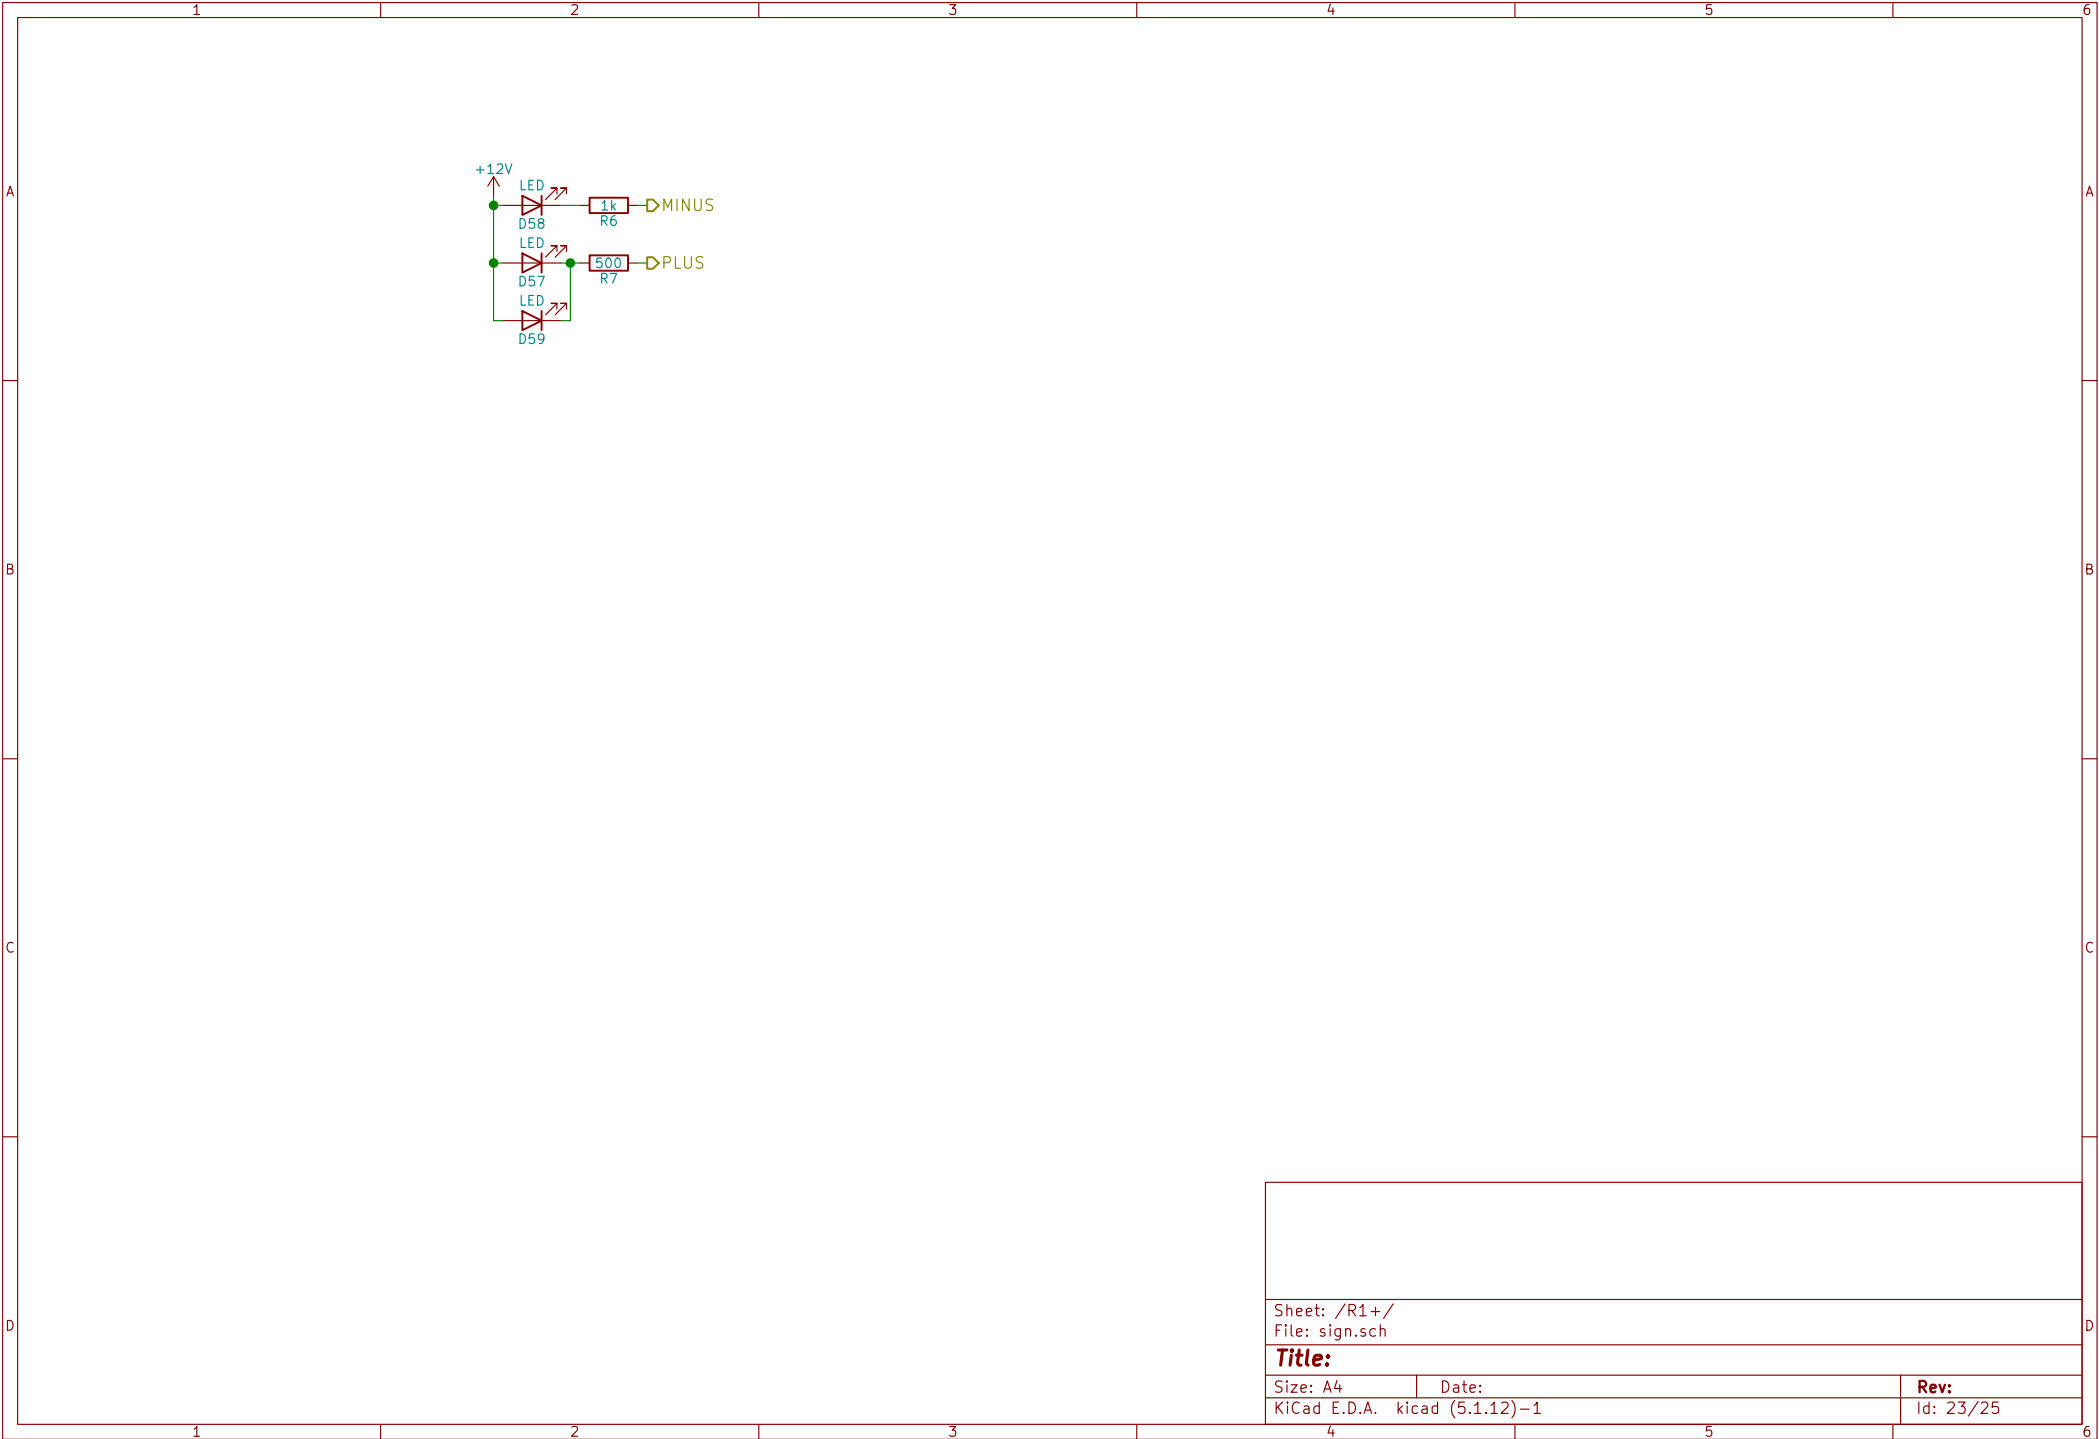 1 2 3 4 5 6
+12V
A A
LED
1k MINUS
R6
D58
LED
500 PLUS
R7
D57
LED
D59
B B
C C
Sheet: /R1+/
D D
File: sign.sch
Title:
Size: A4 Date: Rev:
KiCad E.D.A. kicad (5.1.12)-1 Id: 23/25
1 2 3 4 5 6